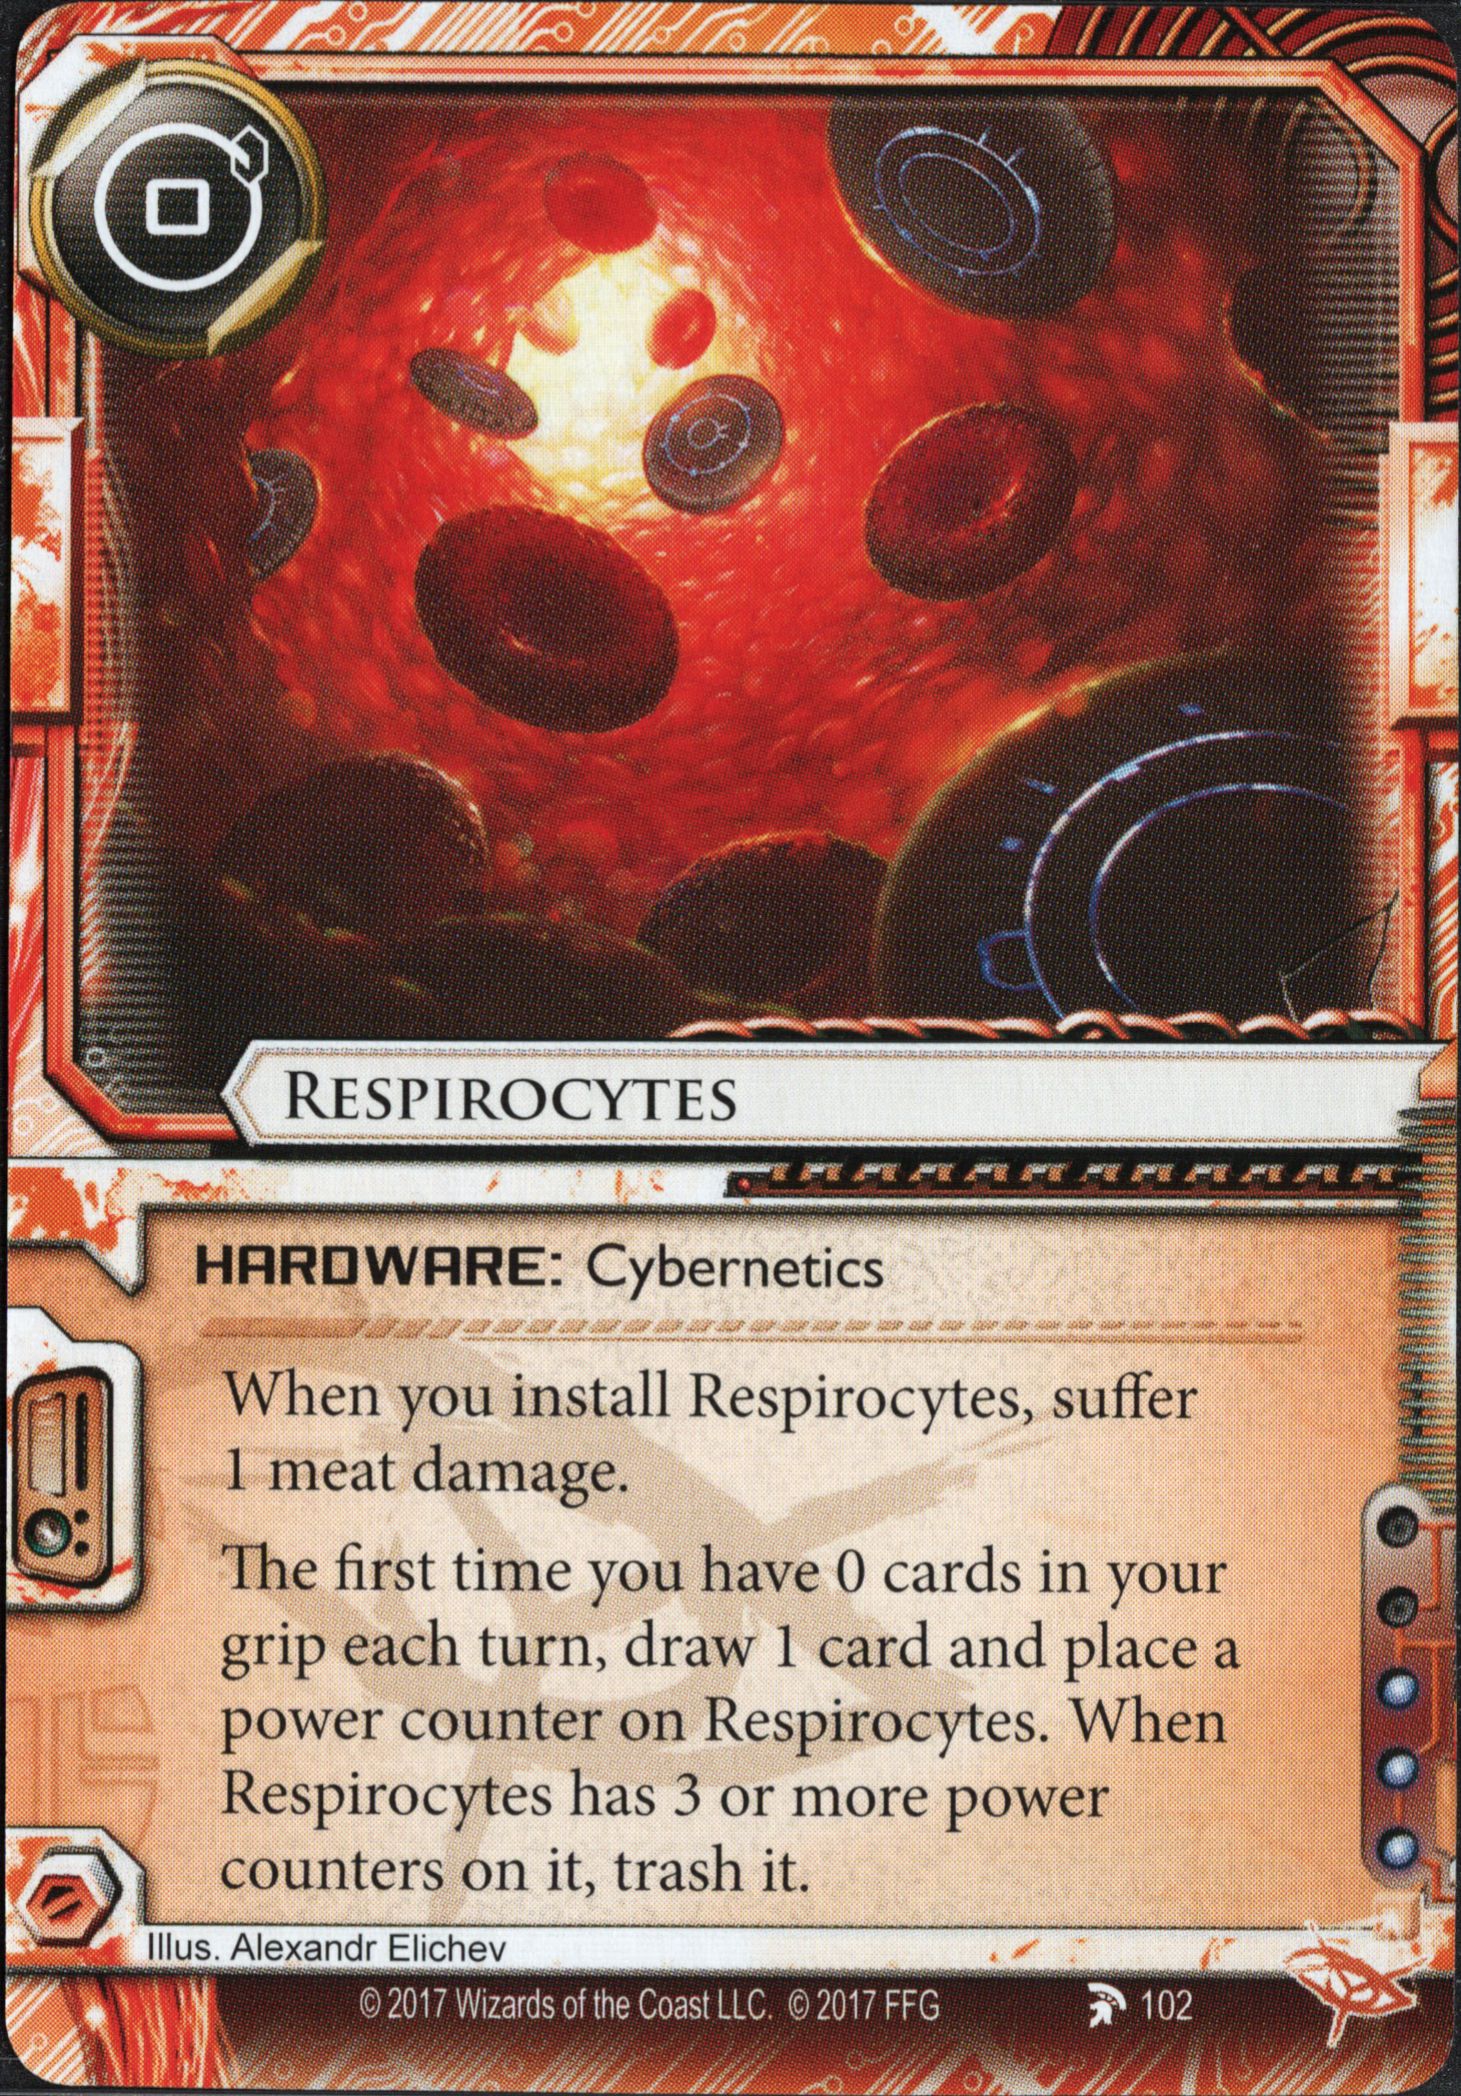 0
RESPIROCYTES
HARDWARE: Cybernetics
When you install Respirocytes, suffer
1 meat damage.
The first time you have 0 cards in your
grip each turn, draw 1 card and place a
power counter on Respirocytes. When
Respirocytes has 3 or more power
counters on it, trash it.
Illus. Alexandr Elichev
© 2017 Wizards of the Coast LLC. © 2017 FFG
102